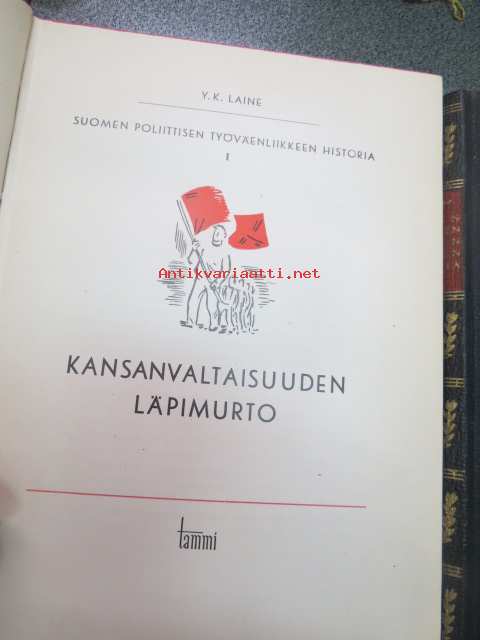 Y. K. LAINE
SUOMEN POLIITTISEN TYÖVÄENLIIKKEEN HISTORIA
I
Antikvariaatti.net
KANSANVALTAISUUDEN
LÄPIMURTO
tammi